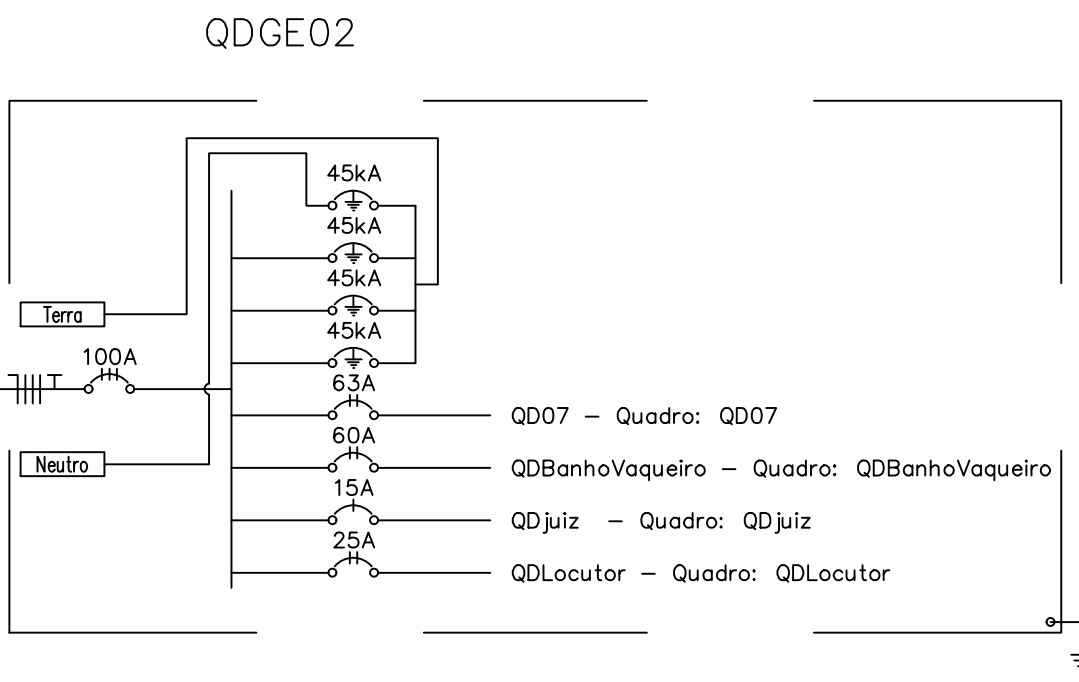 QDGE02
45kA
45kA
45kA
Terra
45kA
100A
63A
QD07 - Quadro: QD07
60A
Neutro
QDBanhoVaqueiro - Quadro: QDBanhoVaqueiro
15A
QDjuiz - Quadro: QDjuiz
25A
QDLocutor - Quadro: QDLocutor